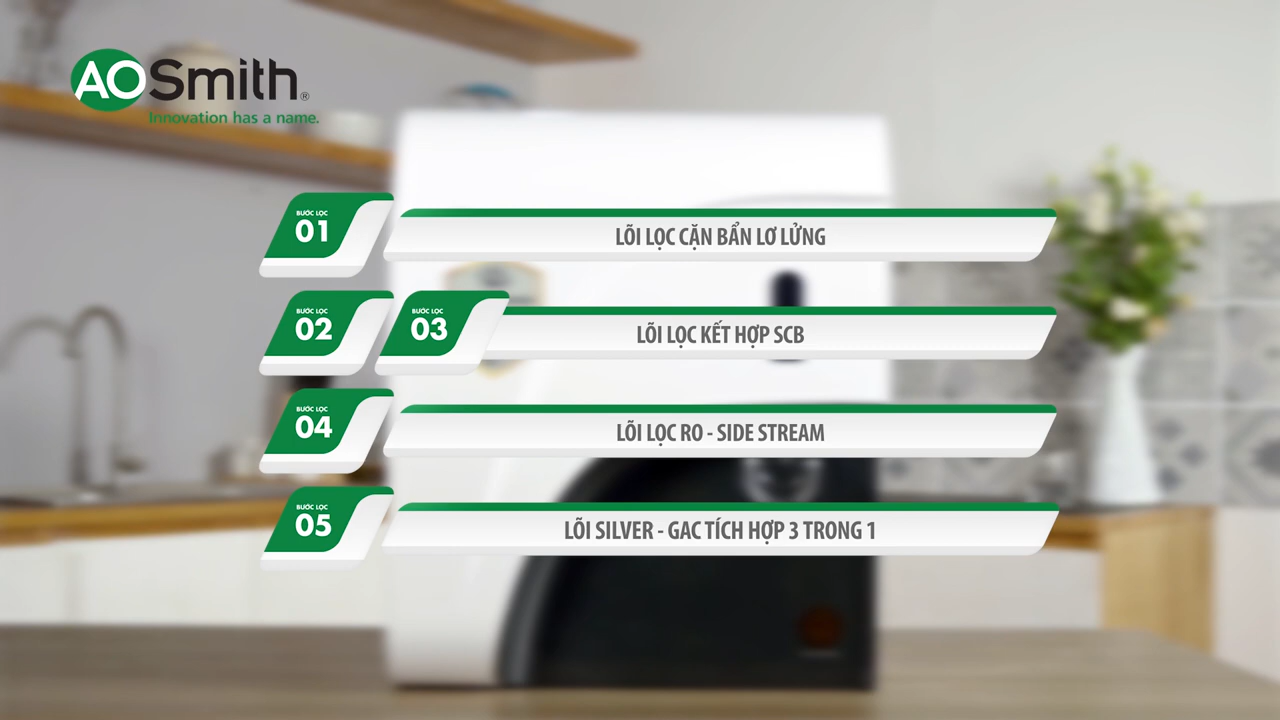 AO Smith®
Innovation has a name.
BƯỚC LỌC
01
LÕI LỌC CẶN BẨN LƠ LỬNG
BƯỚC LỌC
02
BƯỚC LỌC
03
LÕI LỌC KẾT HỢP SCB
BƯỚC LỌC
04
LÕI LỌC RO - SIDE STREAM
BƯỚC LỌC
05
LÕI SILVER - GAC TÍCH HỢP 3 TRONG 1